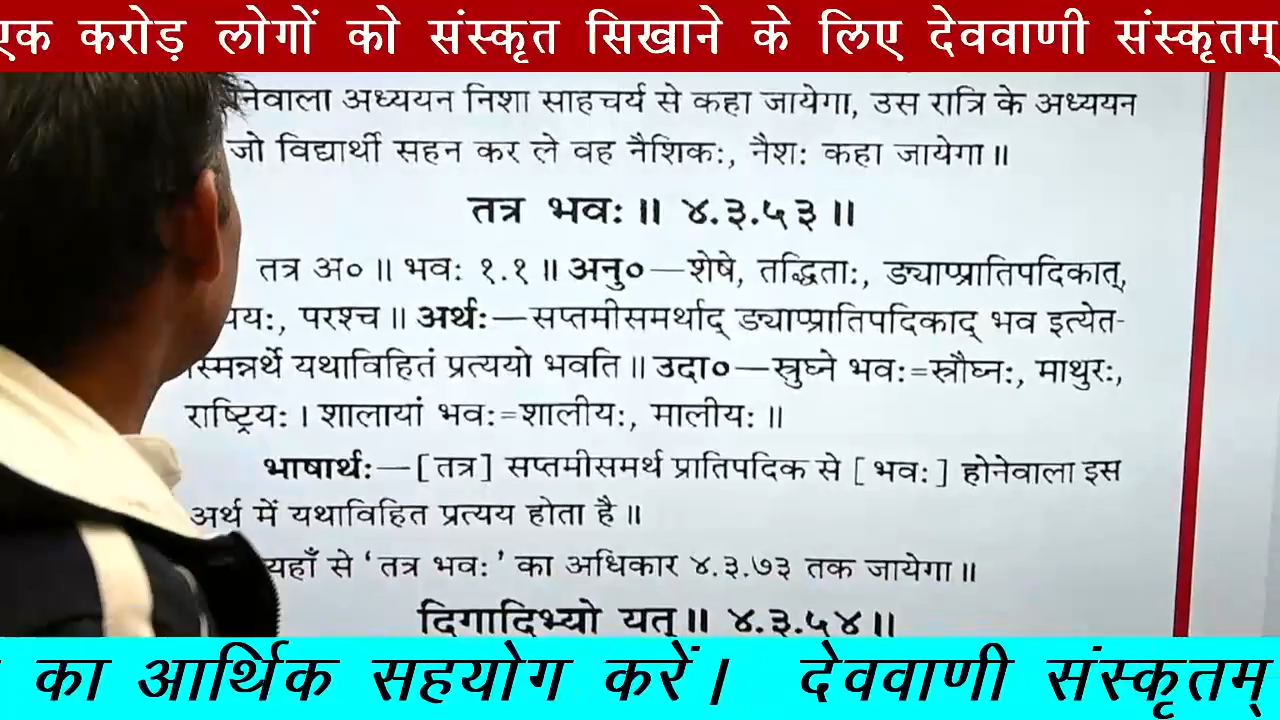 एक करोड़ लोगों को संस्कृत सिखाने के लिए देववाणी संस्कृतम्
नेवाला अध्ययन निशा साहचर्य से कहा जायेगा, उस रात्रि के अध्ययन
जो विद्यार्थी सहन कर ले वह नैशिकः, नैशः कहा जायेगा ॥
तत्र भवः ॥ ४.३.५३ ॥
तत्र अ० ॥ भवः १.१ ॥ अनु०—शेषे, तद्धिताः, ङ्याप्प्रातिपदिकात्,
ययः, परश्च ॥ अर्थः—सप्तमीसमर्थाद् ङ्याप्प्रातिपदिकाद् भव इत्येत-
स्मिन्नर्थे यथाविहितं प्रत्ययो भवति ॥ उदा०—स्रुघ्ने भवः=स्रौघ्नः, माथुरः,
राष्ट्रियः । शालायां भवः=शालीयः, मालीयः ॥
भाषार्थः—[तत्र] सप्तमीसमर्थ प्रातिपदिक से [ भवः ] होनेवाला इस
अर्थ में यथाविहित प्रत्यय होता है ॥
यहाँ से ‘तत्र भवः’ का अधिकार ४.३.७३ तक जायेगा ॥
दिगादिभ्यो यत् ॥ ४.३.५४ ॥
का आर्थिक सहयोग करें। देववाणी संस्कृतम्